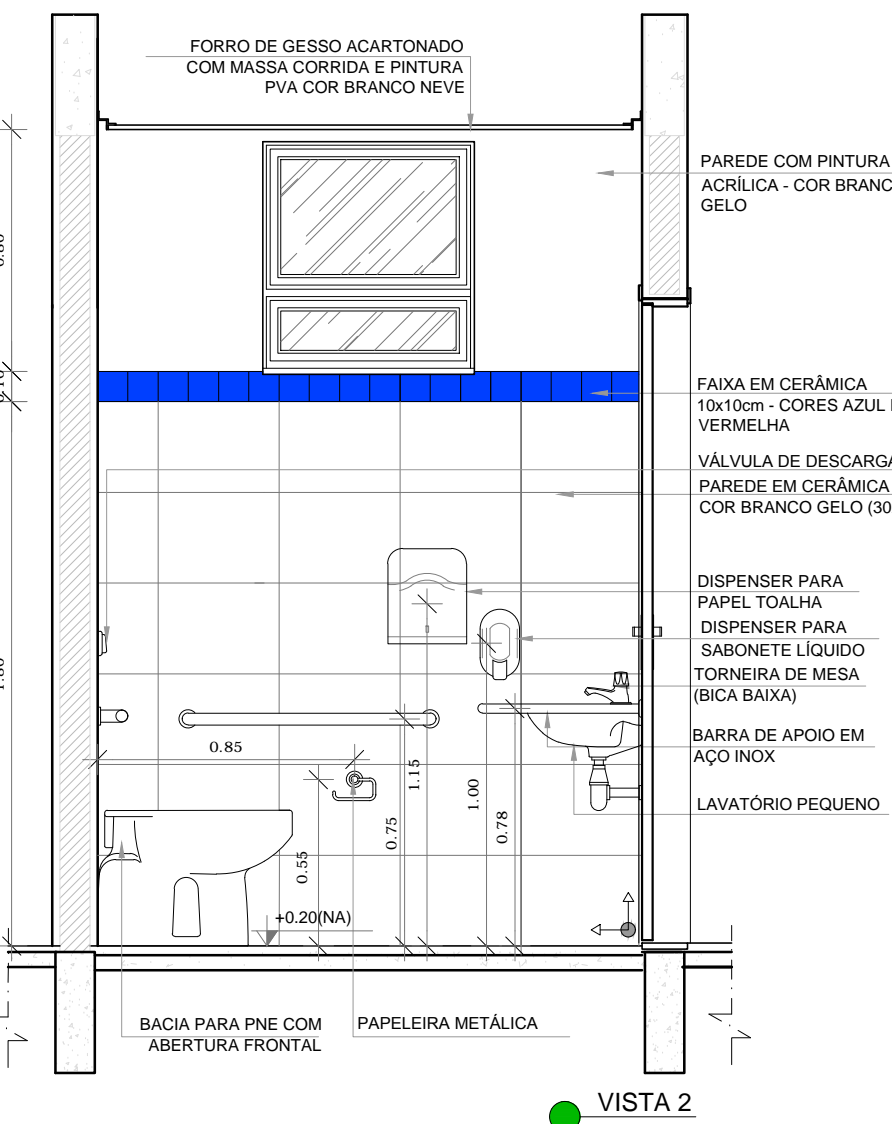 FORRO DE GESSO ACARTONADO
COM MASSA CORRIDA E PINTURA
PVA COR BRANCO NEVE
PAREDE COM PINTURA
ACRÍLICA - COR BRANC
GELO
FAIXA EM CERÂMICA
10x10cm - CORES AZUL
VERMELHA
VÁLVULA DE DESCARGA
PAREDE EM CERÂMICA
COR BRANCO GELO (30
DISPENSER PARA
PAPEL TOALHA
DISPENSER PARA
SABONETE LÍQUIDO
TORNEIRA DE MESA
(BICA BAIXA)
BARRA DE APOIO EM
AÇO INOX
LAVATÓRIO PEQUENO
0.85
1.15
1.00
0.78
0.75
0.55
+0.20(NA)
BACIA PARA PNE COM
ABERTURA FRONTAL
PAPELEIRA METÁLICA
VISTA 2